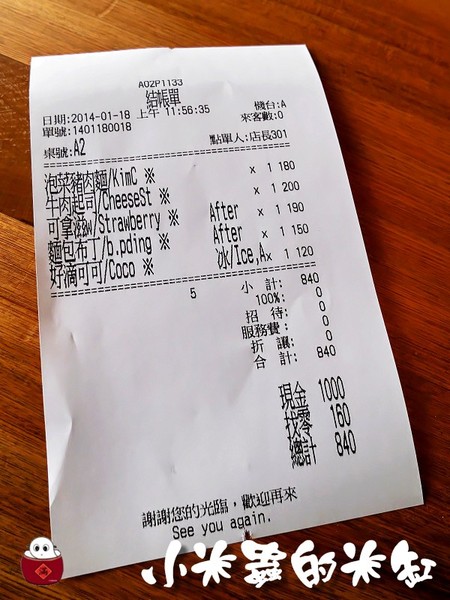 A02P1133
結帳單
日期:2014-01-18 上午 11:56:35 機台:A
單號:1401180018 來客數:0
桌號:A2 點單人:店長301
泡菜豬肉麵/KimC ※ x 1 180
牛肉起司/CheeseSt ※ x 1 200
可拿滋/Strawberry ※ After x 1 190
麵包布丁/b.pding ※ After x 1 150
好滴可可/Coco ※ 冰/Ice,A x 1 120
5 小 計: 840
100%: 0
招 待: 0
服務費: 0
折 讓: 0
合 計: 840
現金 1000
找零 160
總計 840
謝謝您的光臨，歡迎再來
See you again.
小米蟲的米缸